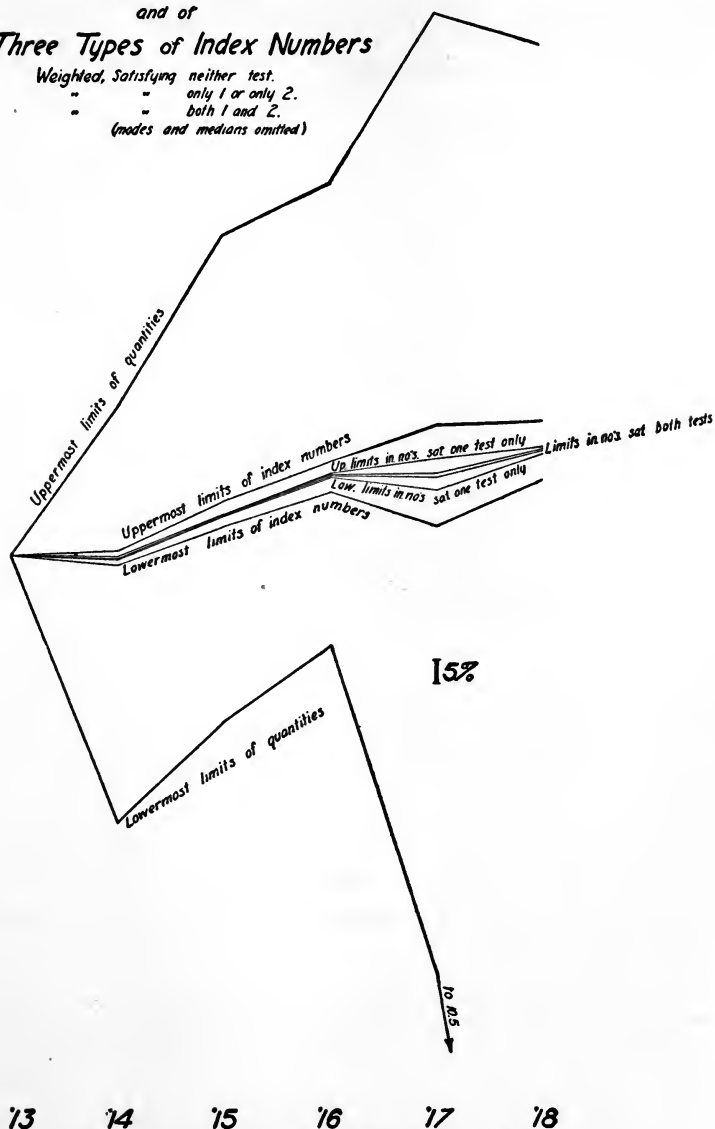 and of
Three Types of Index Numbers
Weighted, Satisfying neither test.
" " only 1 or only 2.
" " both 1 and 2.
(modes and medians omitted)
Uppermost limits of quantities
Uppermost limits of index numbers
Up. limits in no's. sat one test only
Limits in no's. sat both tests
Low. limits in no's sat one test only
Lowermost limits of index numbers
5%
Lowermost limits of quantities
to 10.5
'13 '14 '15 '16 '17 '18